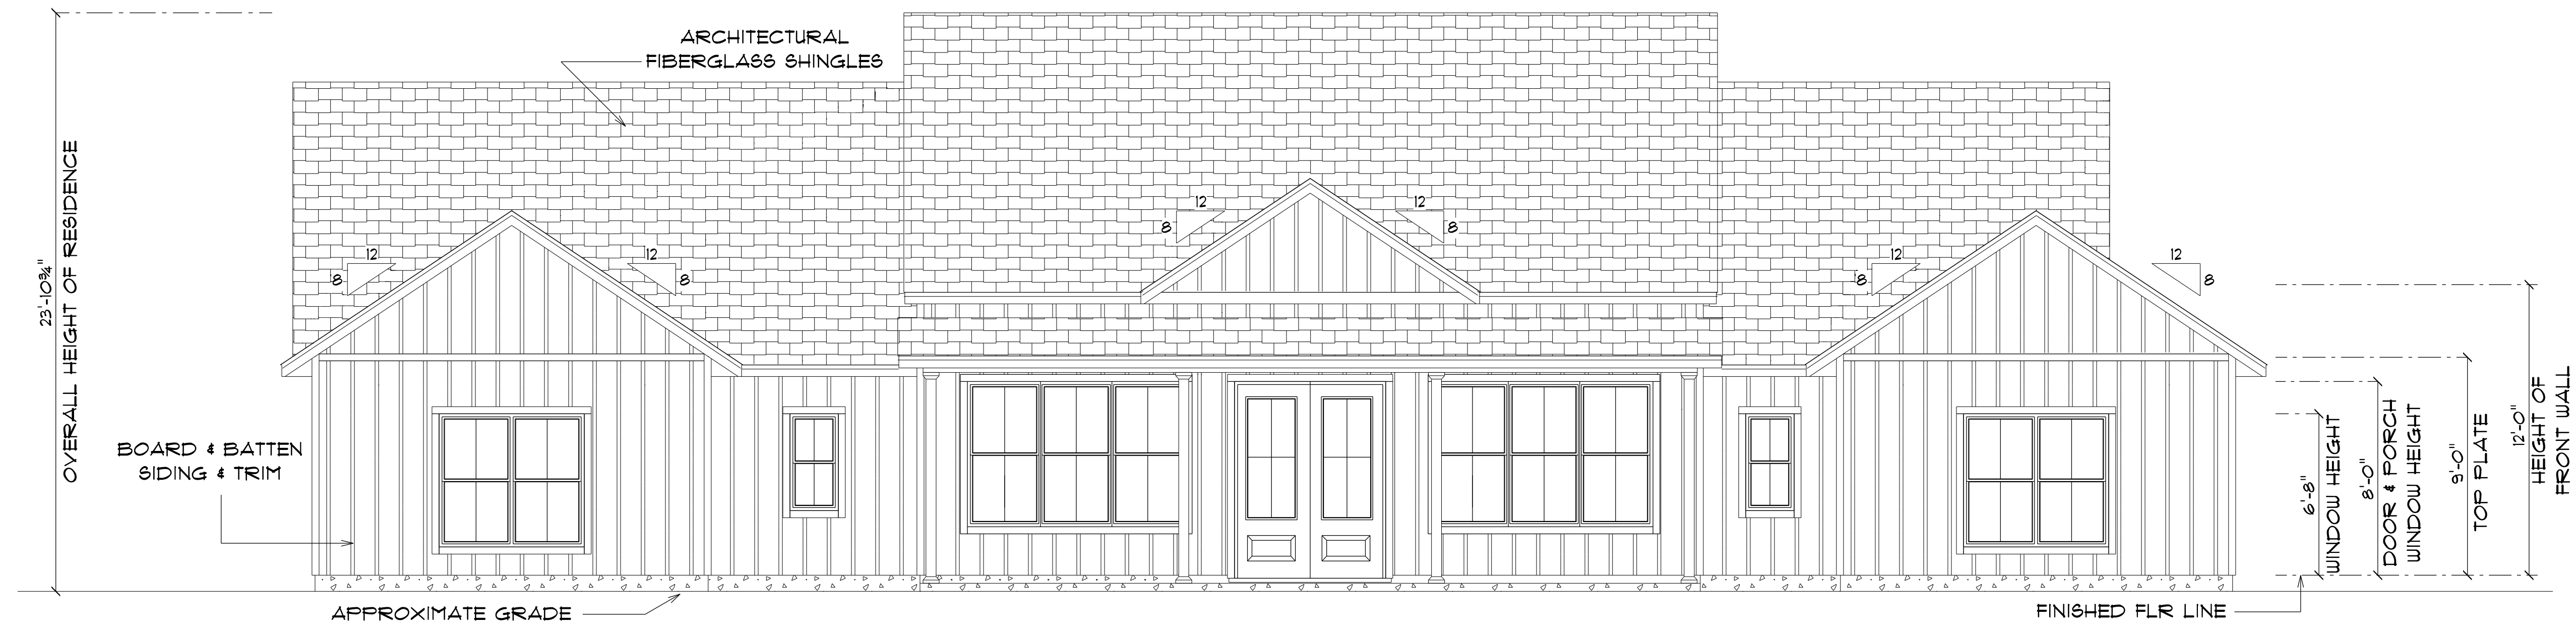 ARCHITECTURAL
FIBERGLASS SHINGLES
23'-10¾"
OVERALL HEIGHT OF RESIDENCE
12
8
12
8
12
8
12
8
12
8
12
8
BOARD & BATTEN
SIDING & TRIM
6'-8"
WINDOW HEIGHT
8'-0"
DOOR & PORCH
WINDOW HEIGHT
9'-0"
TOP PLATE
12'-0"
HEIGHT OF
FRONT WALL
APPROXIMATE GRADE
FINISHED FLR LINE